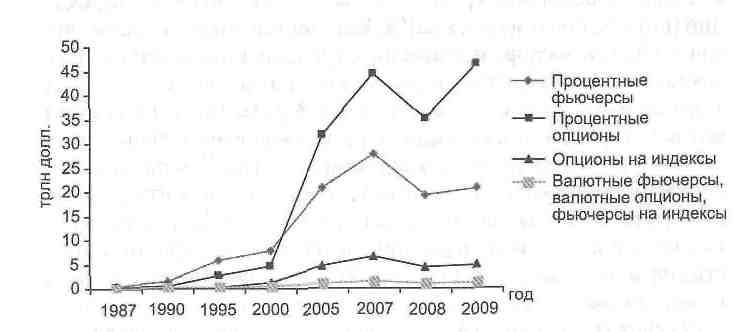 50
45
40
35
30
25
20
15
10
5
0
трлн долл.
1987 1990 1995 2000 2005 2007 2008 2009
год
Процентные
фьючерсы
Процентные
опционы
Опционы на индексы
Валютные фьючерсы,
валютные опционы,
фьючерсы на индексы